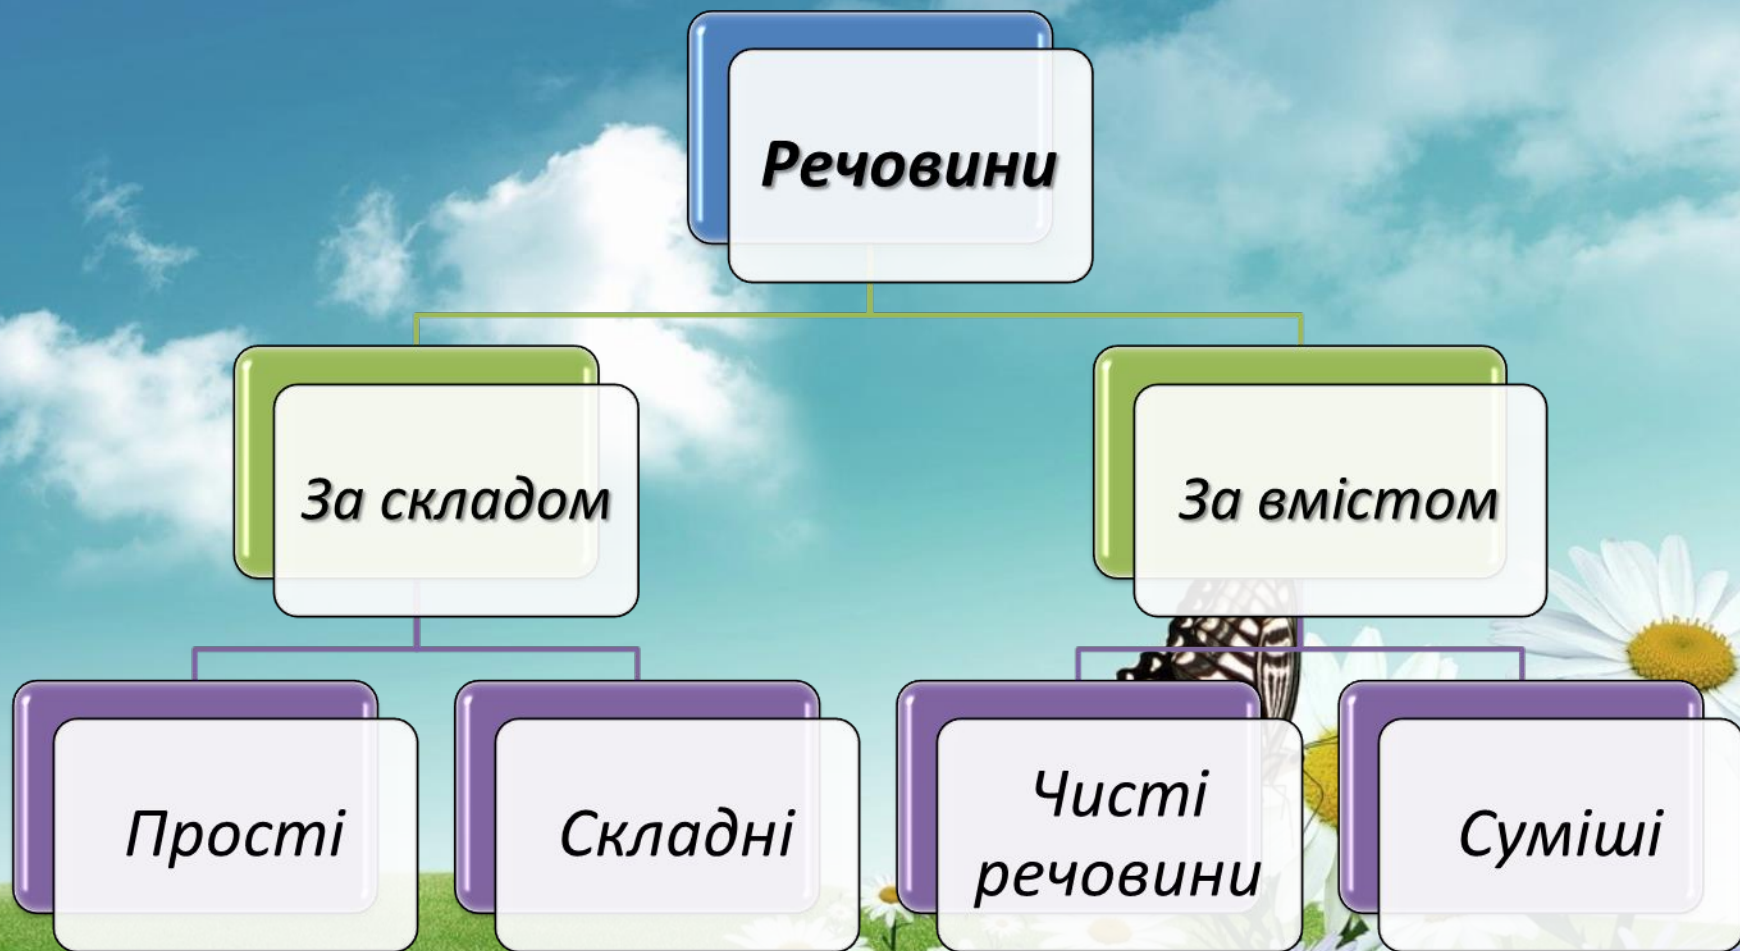 Речовини
За складом
За вмістом
Прості
Складні
Чисті
речовини
Суміші